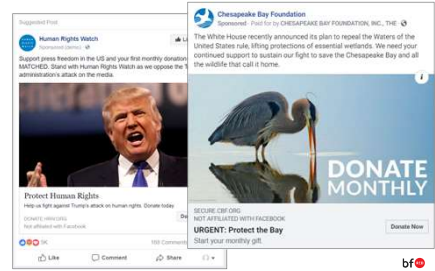 Suggested Post
Human Rights Watch
Sponsored (demo)
Support press freedom in the US and your first monthly donation
MATCHED. Stand with Human Rights Watch as we oppose the T
administration's attack on the media.
Protect Human Rights
Help us fight against Trump's attack on human rights. Donate today
DONATE.HRW.ORG
Not affiliated with Facebook
Like
Comment
Share
Chesapeake Bay Foundation
Sponsored · Paid for by CHESAPEAKE BAY FOUNDATION, INC., THE ·
The White House recently announced its plan to repeal the Waters of the
United States rule, lifting protections of essential wetlands. We need your
continued support to sustain our fight to save the Chesapeake Bay and all
the wildlife that call it home.
DONATE
MONTHLY
SECURE.CBF.ORG
NOT AFFILIATED WITH FACEBOOK
URGENT: Protect the Bay
Start your monthly gift.
Donate Now
bf